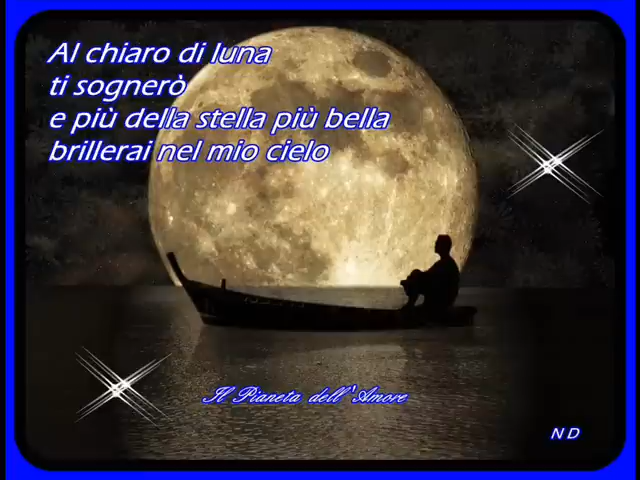 Al chiaro di luna
ti sognerò
e più della stella più bella
brillerai nel mio cielo
Il Pianeta dell'Amore
N D